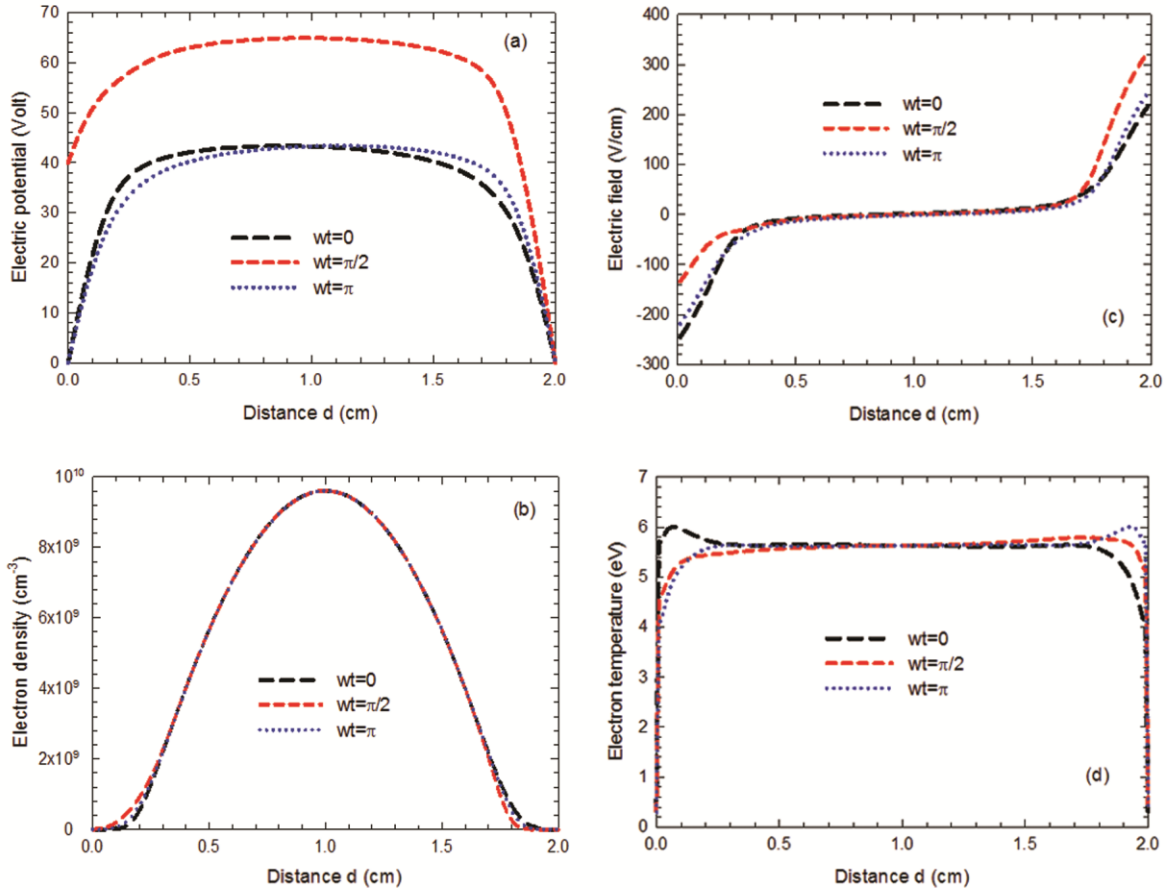 (a)
Electric potential (Volt)
70
60
50
40
30
20
10
0
wt=0
wt=π/2
wt=π
0.0 0.5 1.0 1.5 2.0
Distance d (cm)
(c)
Electric field (V/cm)
400
300
200
100
0
-100
-200
-300
wt=0
wt=π/2
wt=π
0.0 0.5 1.0 1.5 2.0
Distance d (cm)
(b)
Electron density (cm⁻³)
10¹⁰
8x10⁹
6x10⁹
4x10⁹
2x10⁹
0
wt=0
wt=π/2
wt=π
0.0 0.5 1.0 1.5 2.0
Distance d (cm)
(d)
Electron temperature (eV)
7
6
5
4
3
2
1
0
wt=0
wt=π/2
wt=π
0.0 0.5 1.0 1.5 2.0
Distance d (cm)